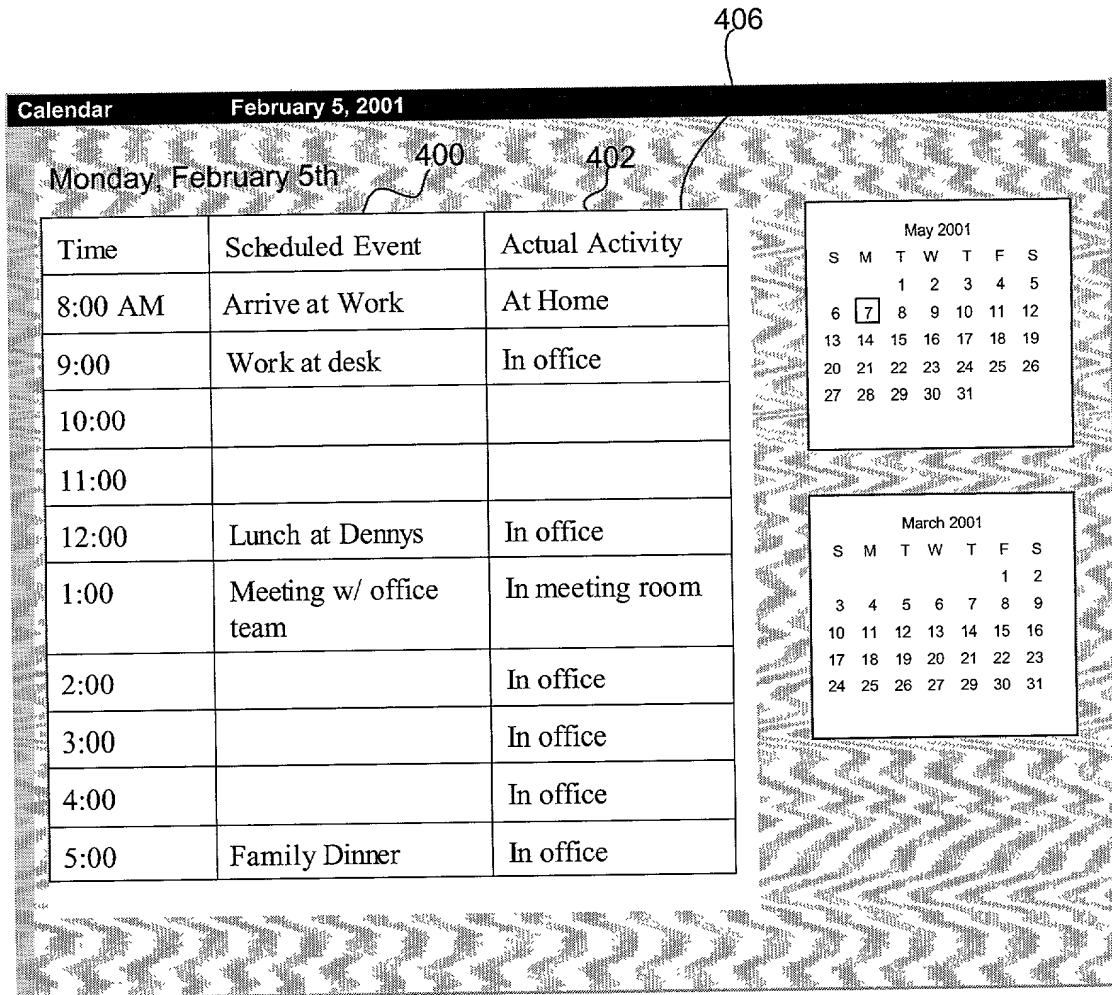 406
Calendar February 5, 2001
Monday, February 5th 400 402
Time Scheduled Event Actual Activity
8:00 AM Arrive at Work At Home
9:00 Work at desk In office
10:00
11:00
12:00 Lunch at Dennys In office
1:00 Meeting w/ office In meeting room
team
2:00 In office
3:00 In office
4:00 In office
5:00 Family Dinner In office
May 2001
S M T W T F S
1 2 3 4 5
6 7 8 9 10 11 12
13 14 15 16 17 18 19
20 21 22 23 24 25 26
27 28 29 30 31
March 2001
S M T W T F S
1 2
3 4 5 6 7 8 9
10 11 12 13 14 15 16
17 18 19 20 21 22 23
24 25 26 27 29 30 31